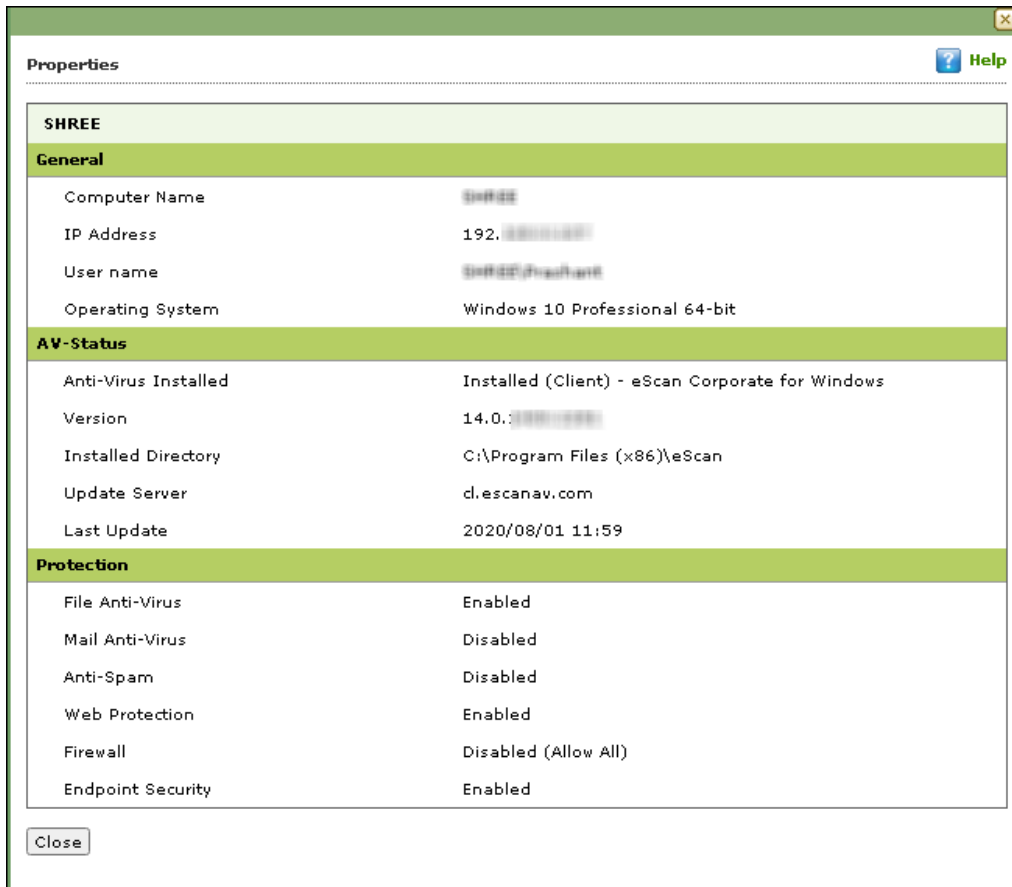 Properties
Help
SHREE
General
Computer Name
IP Address 192.
User name
Operating System Windows 10 Professional 64-bit
AV-Status
Anti-Virus Installed Installed (Client) - eScan Corporate for Windows
Version 14.0.
Installed Directory C:\Program Files (x86)\eScan
Update Server cl.escanav.com
Last Update 2020/08/01 11:59
Protection
File Anti-Virus Enabled
Mail Anti-Virus Disabled
Anti-Spam Disabled
Web Protection Enabled
Firewall Disabled (Allow All)
Endpoint Security Enabled
Close